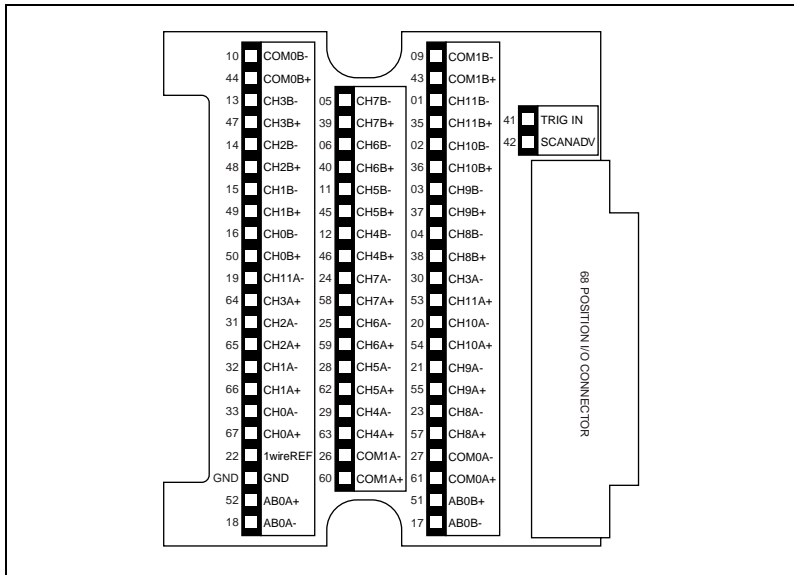 10 COM0B-
44 COM0B+
13 CH3B-
47 CH3B+
14 CH2B-
48 CH2B+
15 CH1B-
49 CH1B+
16 CH0B-
50 CH0B+
19 CH11A-
64 CH3A+
31 CH2A-
65 CH2A+
32 CH1A-
66 CH1A+
33 CH0A-
67 CH0A+
22 1wireREF
GND GND
52 AB0A+
18 AB0A-
05 CH7B-
39 CH7B+
06 CH6B-
40 CH6B+
11 CH5B-
45 CH5B+
12 CH4B-
46 CH4B+
24 CH7A-
58 CH7A+
25 CH6A-
59 CH6A+
28 CH5A-
62 CH5A+
29 CH4A-
63 CH4A+
26 COM1A-
60 COM1A+
09 COM1B-
43 COM1B+
01 CH11B-
35 CH11B+
02 CH10B-
36 CH10B+
03 CH9B-
37 CH9B+
04 CH8B-
38 CH8B+
30 CH3A-
53 CH11A+
20 CH10A-
54 CH10A+
21 CH9A-
55 CH9A+
23 CH8A-
57 CH8A+
27 COM0A-
61 COM0A+
51 AB0B+
17 AB0B-
41 TRIG IN
42 SCANADV
68 POSITION I/O CONNECTOR